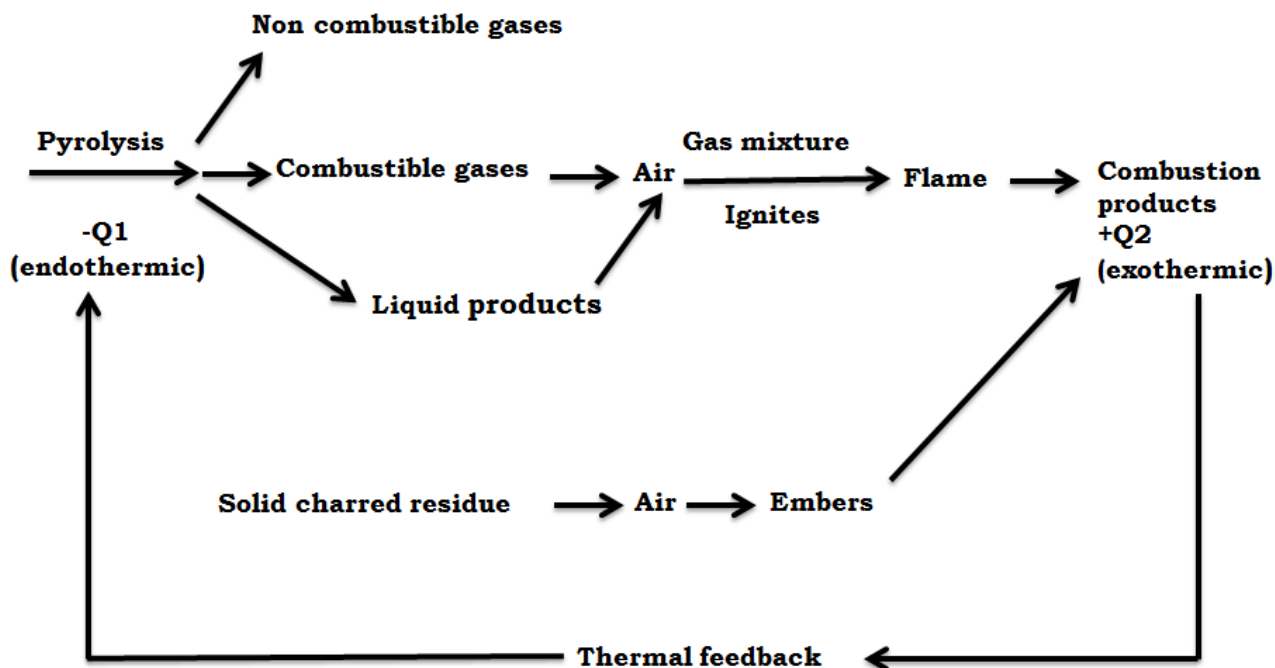 Non combustible gases
Pyrolysis
Combustible gases
Air
Gas mixture
Ignites
Flame
Combustion
products
+Q2
(exothermic)
-Q1
(endothermic)
Liquid products
Solid charred residue
Air
Embers
Thermal feedback